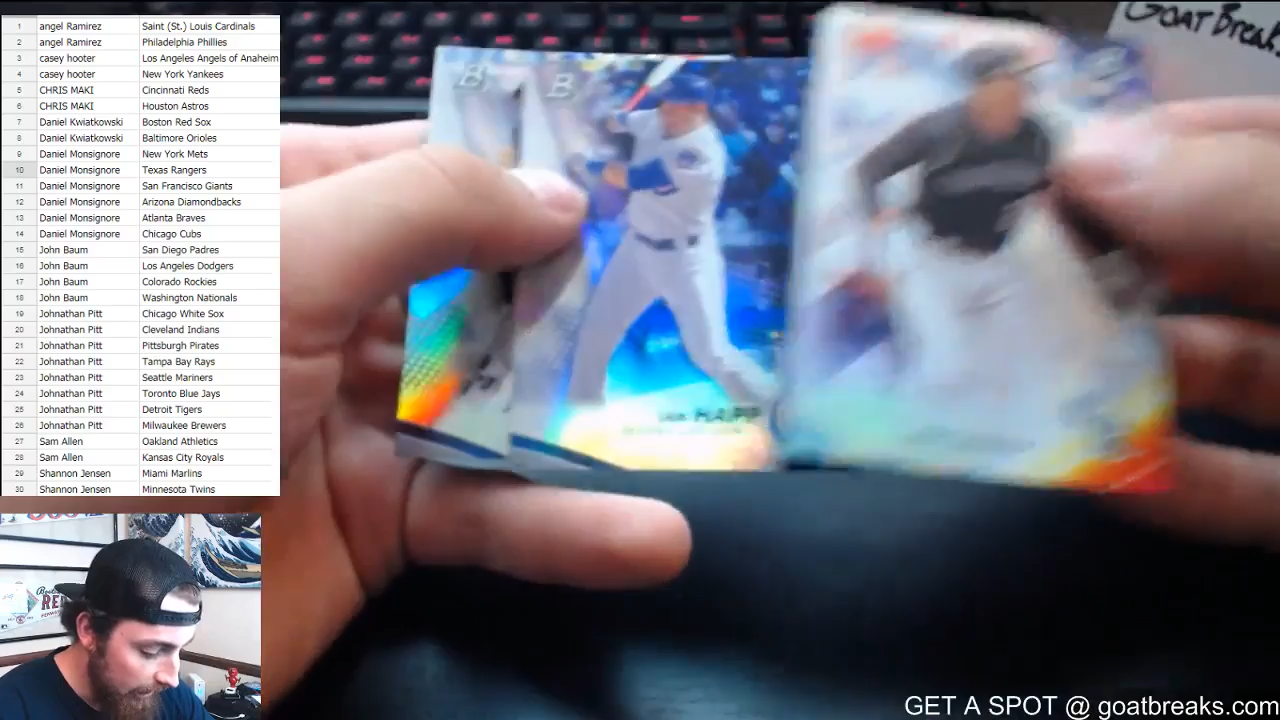 1 angel Ramirez Saint (St.) Louis Cardinals
2 angel Ramirez Philadelphia Phillies
3 casey hooter Los Angeles Angels of Anaheim
4 casey hooter New York Yankees
5 CHRIS MAKI Cincinnati Reds
6 CHRIS MAKI Houston Astros
7 Daniel Kwiatkowski Boston Red Sox
8 Daniel Kwiatkowski Baltimore Orioles
9 Daniel Monsignore New York Mets
10 Daniel Monsignore Texas Rangers
11 Daniel Monsignore San Francisco Giants
12 Daniel Monsignore Arizona Diamondbacks
13 Daniel Monsignore Atlanta Braves
14 Daniel Monsignore Chicago Cubs
15 John Baum San Diego Padres
16 John Baum Los Angeles Dodgers
17 John Baum Colorado Rockies
18 John Baum Washington Nationals
19 Johnathan Pitt Chicago White Sox
20 Johnathan Pitt Cleveland Indians
21 Johnathan Pitt Pittsburgh Pirates
22 Johnathan Pitt Tampa Bay Rays
23 Johnathan Pitt Seattle Mariners
24 Johnathan Pitt Toronto Blue Jays
25 Johnathan Pitt Detroit Tigers
26 Johnathan Pitt Milwaukee Brewers
27 Sam Allen Oakland Athletics
28 Sam Allen Kansas City Royals
29 Shannon Jensen Miami Marlins
30 Shannon Jensen Minnesota Twins
GOAT Break
B B
HAPP
GET A SPOT @ goatbreaks.com